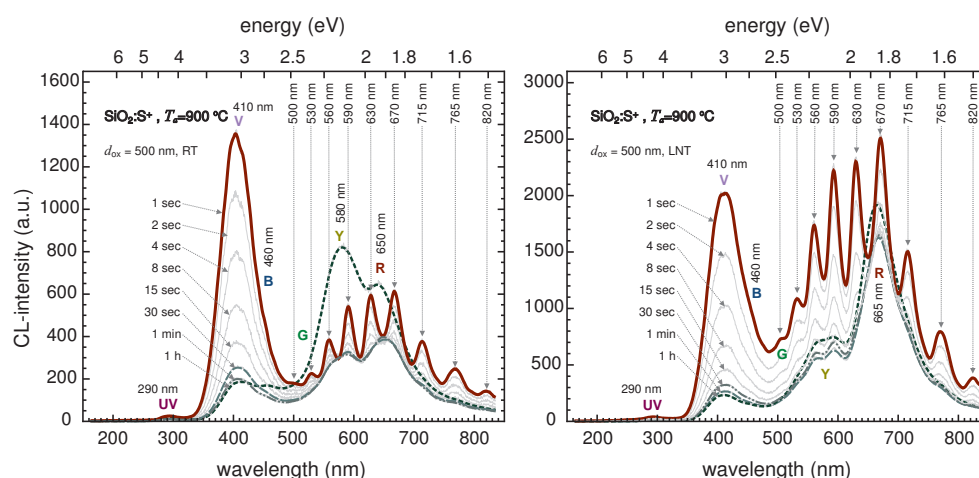 energy (eV)
6 5 4 3 2.5 2 1.8 1.6
1600
1400
1200
1000
800
600
400
200
0
CL-intensity (a.u.)
SiO₂:S⁺ , Tₐ=900 ºC
dₒₓ = 500 nm, RT
410 nm
V
500 nm
530 nm
560 nm
590 nm
630 nm
670 nm
715 nm
765 nm
820 nm
580 nm
Y
650 nm
R
460 nm
B
G
1 sec
2 sec
4 sec
8 sec
15 sec
30 sec
1 min
1 h
290 nm
UV
200 300 400 500 600 700 800
wavelength (nm)
energy (eV)
6 5 4 3 2.5 2 1.8 1.6
3000
2500
2000
1500
1000
500
0
SiO₂:S⁺ , Tₐ=900 ºC
dₒₓ = 500 nm, LNT
410 nm
V
500 nm
530 nm
560 nm
590 nm
630 nm
670 nm
715 nm
765 nm
820 nm
460 nm
B
R
665 nm
G
Y
1 sec
2 sec
4 sec
8 sec
15 sec
30 sec
1 min
1 h
290 nm
UV
200 300 400 500 600 700 800
wavelength (nm)